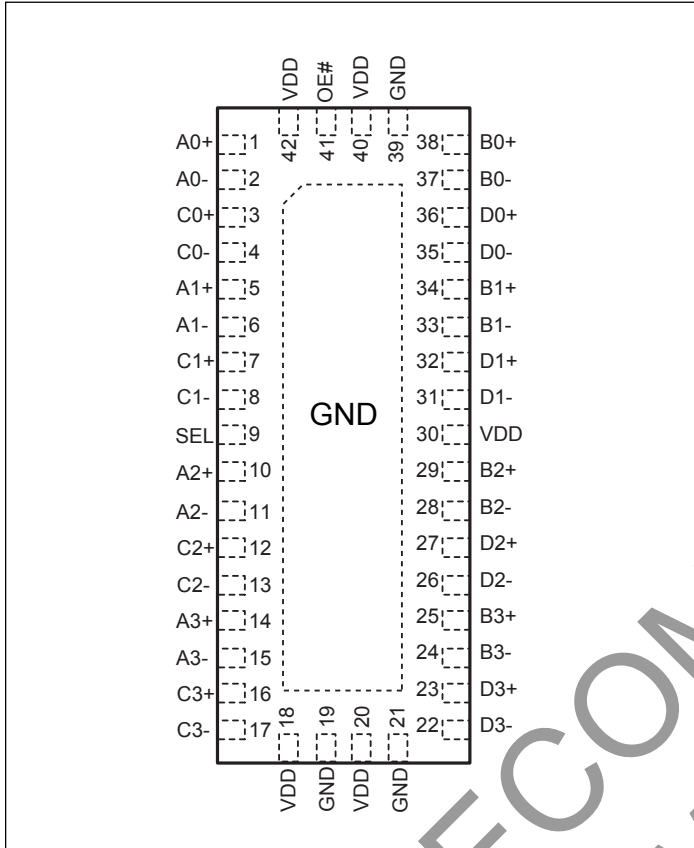 VDD OE# VDD GND
42 41 40 39
A0+ 1 38 B0+
A0- 2 37 B0-
C0+ 3 36 D0+
C0- 4 35 D0-
A1+ 5 34 B1+
A1- 6 33 B1-
C1+ 7 32 D1+
C1- 8 31 D1-
GND
SEL 9 30 VDD
A2+ 10 29 B2+
A2- 11 28 B2-
C2+ 12 27 D2+
C2- 13 26 D2-
A3+ 14 25 B3+
A3- 15 24 B3-
C3+ 16 23 D3+
C3- 17 22 D3-
18 19 20 21
VDD GND VDD GND